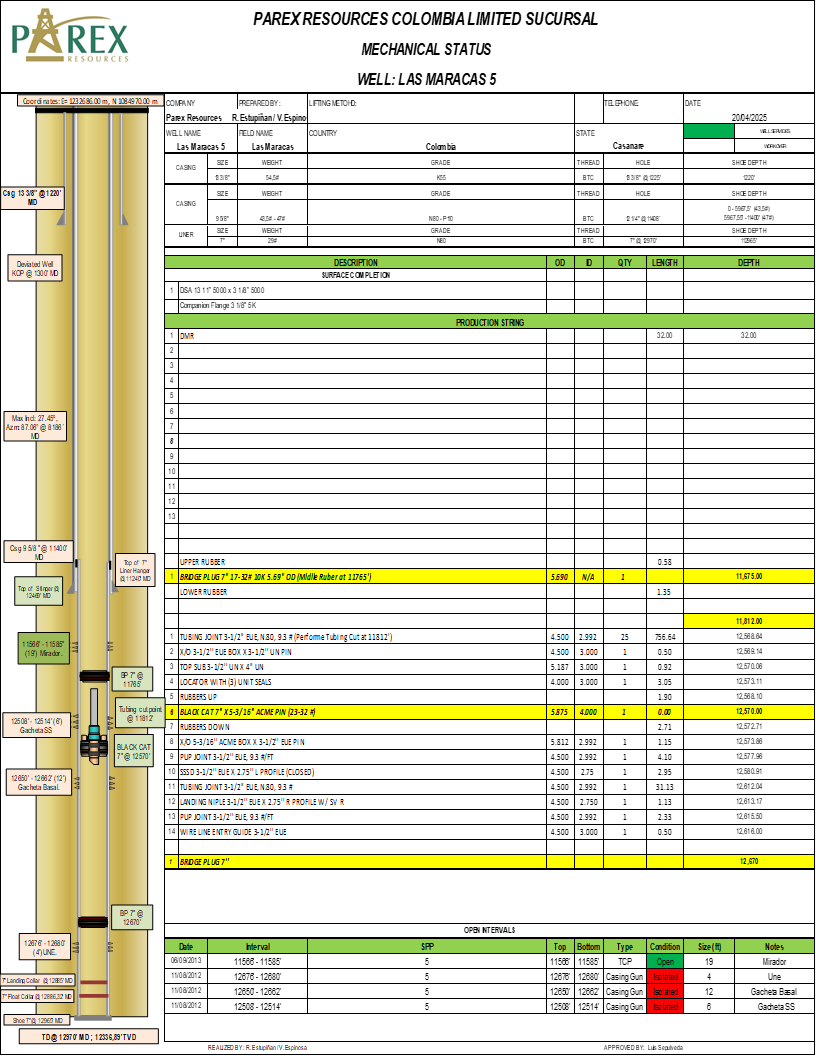 PAREX
RESOURCES
PAREX RESOURCES COLOMBIA LIMITED SUCURSAL
MECHANICAL STATUS
WELL: LAS MARACAS 5
Coordinates: E= 1232686.00 m, N 1084970.00 m
COMPANY PREPARED BY: LIFTING METOHD: TELEPHONE: DATE
Parex Resources R. Estupiñan / V. Espino 20/04/2025
WELL NAME FIELD NAME COUNTRY STATE WELL SERVICES
Las Maracas 5 Las Maracas Colombia Casanare WORKOVER
CASING SIZE WEIGHT GRADE THREAD HOLE SHOE DEPTH
13 3/8" 54,5# K55 BTC 13 3/8" @ 1225' 1220'
CASING SIZE WEIGHT GRADE THREAD HOLE SHOE DEPTH
9 5/8" 43,5# - 47# N80 - P110 BTC 12 1/4" @ 11408' 0 - 5967,5' (43,5#)
5967,55' - 11400' (47#)
LINER SIZE WEIGHT GRADE THREAD SHOE DEPTH
7" 29# N80 BTC 7" @ 12970' 12965'
DESCRIPTION OD ID QTY LENGTH DEPTH
SURFACE COMPLETION
1 DSA 13 11" 5000 x 3 1/8" 5000
Companion Flange 3 1/8" 5K
PRODUCTION STRING
1 DMR 32.00 32.00
2
3
4
5
6
7
8
9
10
11
12
13
UPPER RUBBER 0.58
1 BRIDGE PLUG 7" 17-32# 10K 5.69" OD (Midlle Ruber at 11765') 5.690 N/A 1 11,675.00
LOWER RUBBER 1.35
11,812.00
1 TUBING JOINT 3-1/2" EUE, N.80, 9.3 # (Performe Tubing Cut at 11812') 4.500 2.992 25 756.64 12,568.64
2 X/O 3-1/2" EUE BOX X 3-1/2" UN PIN 4.500 3.000 1 0.50 12,569.14
3 TOP SUB 3-1/2" UN X 4" UN 5.187 3.000 1 0.92 12,570.06
4 LOCATOR WITH (3) UNIT SEALS 4.000 3.000 1 3.05 12,573.11
5 RUBBERS UP 1.90 12,568.10
6 BLACK CAT 7" X 5-3/16" ACME PIN (23-32 #) 5.875 4.000 1 0.00 12,570.00
7 RUBBERS DOWN 2.71 12,572.71
8 X/O 5-3/16" ACME BOX X 3-1/2" EUE PIN 5.812 2.992 1 1.15 12,573.86
9 PUP JOINT 3-1/2" EUE, 9.3 #/FT 4.500 2.992 1 4.10 12,577.96
10 SSSD 3-1/2" EUE X 2.75" L PROFILE (CLOSED) 4.500 2.75 1 2.95 12,580.91
11 TUBING JOINT 3-1/2" EUE, N.80, 9.3 # 4.500 2.992 1 31.13 12,612.04
12 LANDING NIPLE 3-1/2" EUE X 2.75" R PROFILE W/ SV R 4.500 2.750 1 1.13 12,613.17
13 PUP JOINT 3-1/2" EUE, 9.3 #/FT 4.500 2.992 1 2.33 12,615.50
14 WIRE LINE ENTRY GUIDE 3-1/2" EUE 4.500 3.000 1 0.50 12,616.00
1 BRIDGE PLUG 7" 12,670
OPEN INTERVALS
Date Interval SPP Top Bottom Type Condition Size (ft) Notes
06/09/2013 11566' - 11585' 5 11566' 11585' TCP Open 19 Mirador
11/08/2012 12676' - 12680' 5 12676' 12680' Casing Gun Isolated 4 Une
11/08/2012 12650' - 12662' 5 12650' 12662' Casing Gun Isolated 12 Gacheta Basal
11/08/2012 12508' - 12514' 5 12508' 12514' Casing Gun Isolated 6 Gacheta SS
REALIZED BY: R. Estupiñan / V. Espinosa APPROVED BY: Luis Sepulveda
Csg 13 3/8" @ 1220'
MD
Deviated Well
KOP @ 1300' MD
Max Incl: 27.45°,
Azm: 87.06° @ 8186'
MD
Csg 9 5/8" @ 11400'
MD
Top of 7"
Liner Hanger
@ 11240' MD
Top of Stinger @
12469' MD
11566' - 11585'
(19') Mirador.
BP 7" @
11765'
Tubing cut point
@ 11812'
12508' - 12514' (6')
Gacheta SS
BLACK CAT
7" @ 12570'
12650' - 12662' (12')
Gacheta Basal.
BP 7" @
12670'
12676' - 12680'
(4') UNE.
7" Landing Collar @ 12885' MD
7" Float Collar @ 12886,32' MD
Shoe 7" @ 12965' MD
TD @ 12970' MD ; 12336,89' TVD